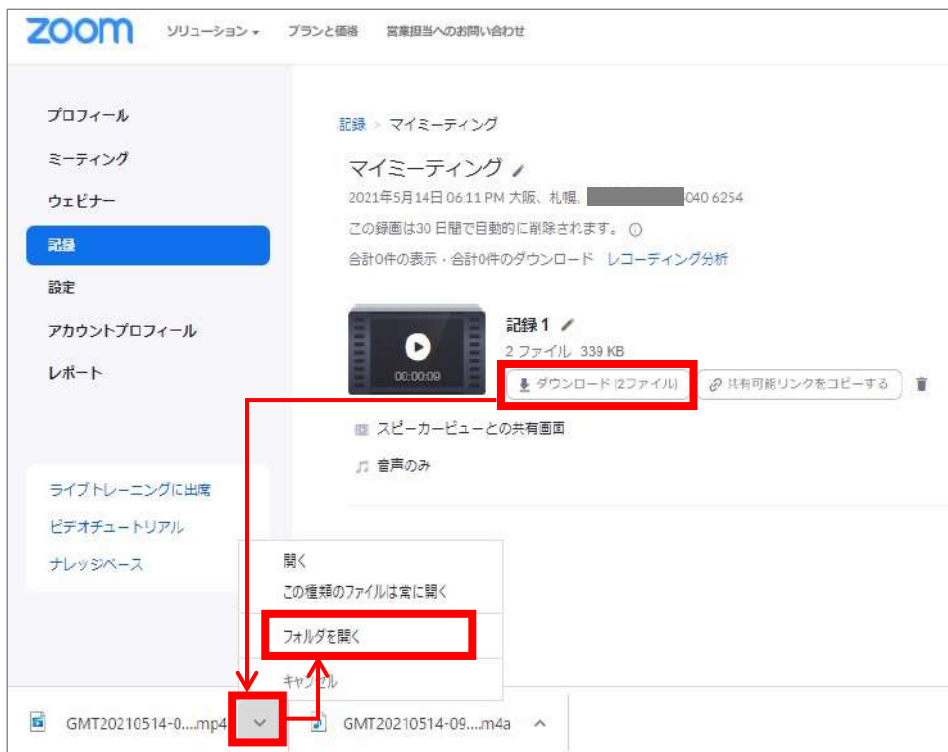 zoom ソリューション プランと価格 営業担当へのお問い合わせ
プロフィール
ミーティング
ウェビナー
記録
設定
アカウントプロフィール
レポート
ライブトレーニングに出席
ビデオチュートリアル
ナレッジベース
記録 > マイミーティング
マイミーティング
2021年5月14日 06:11 PM 大阪、札幌, 040 6254
この録画は30 日間で自動的に削除されます。
合計0件の表示・合計0件のダウンロード レコーディング分析
記録 1
2 ファイル 339 KB
00:00:09
ダウンロード (2ファイル) 共有可能リンクをコピーする
スピーカービューとの共有画面
音声のみ
開く
この種類のファイルは常に開く
フォルダを開く
キャンセル
GMT20210514-0....mp4 GMT20210514-09....m4a